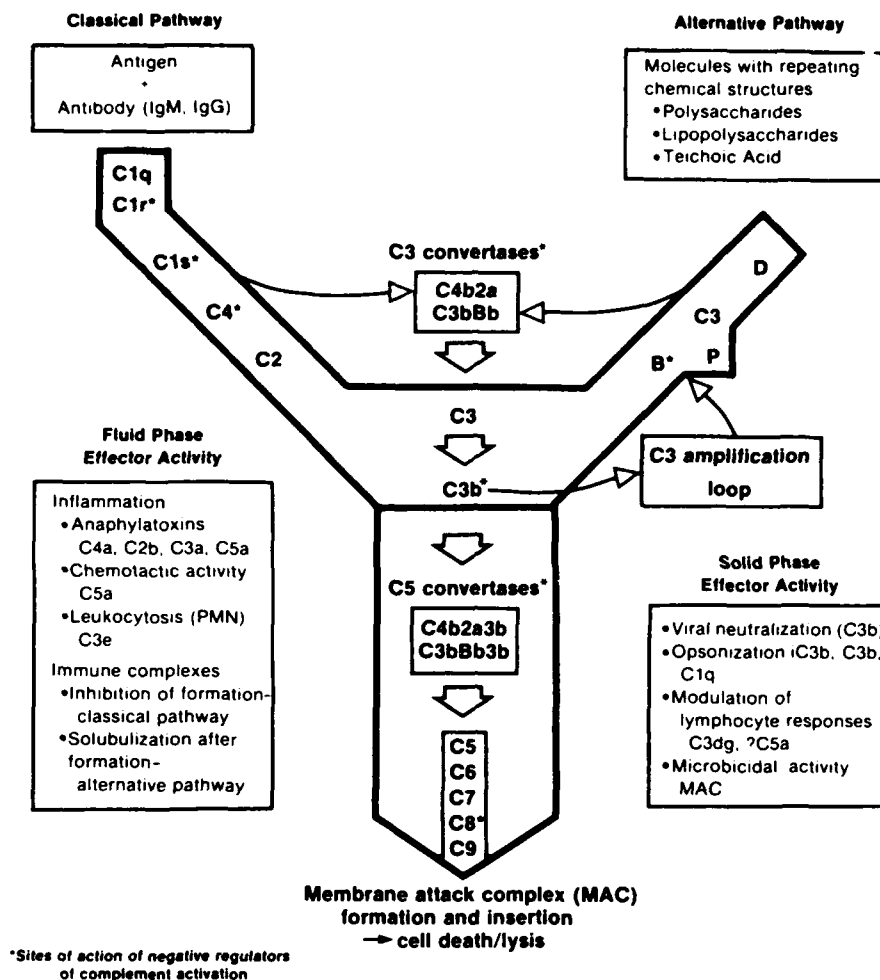 Classical Pathway
Antigen
+
Antibody (IgM, IgG)
Alternative Pathway
Molecules with repeating
chemical structures
•Polysaccharides
•Lipopolysaccharides
•Teichoic Acid
C1q
C1r*
C1s*
C4*
C2
C3 convertases*
C4b2a
C3bBb
D
C3
P
B*
C3
C3b*
C3 amplification
loop
Fluid Phase
Effector Activity
Inflammation
•Anaphylatoxins
C4a, C2b, C3a, C5a
•Chemotactic activity
C5a
•Leukocytosis (PMN)
C3e
Immune complexes
•Inhibition of formation-
classical pathway
•Solubulization after
formation-
alternative pathway
C5 convertases*
C4b2a3b
C3bBb3b
C5
C6
C7
C8*
C9
Solid Phase
Effector Activity
•Viral neutralization (C3b)
•Opsonization iC3b, C3b,
C1q
•Modulation of
lymphocyte responses
C3dg, ?C5a
•Microbicidal activity
MAC
Membrane attack complex (MAC)
formation and insertion
→ cell death/lysis
*Sites of action of negative regulators
of complement activation